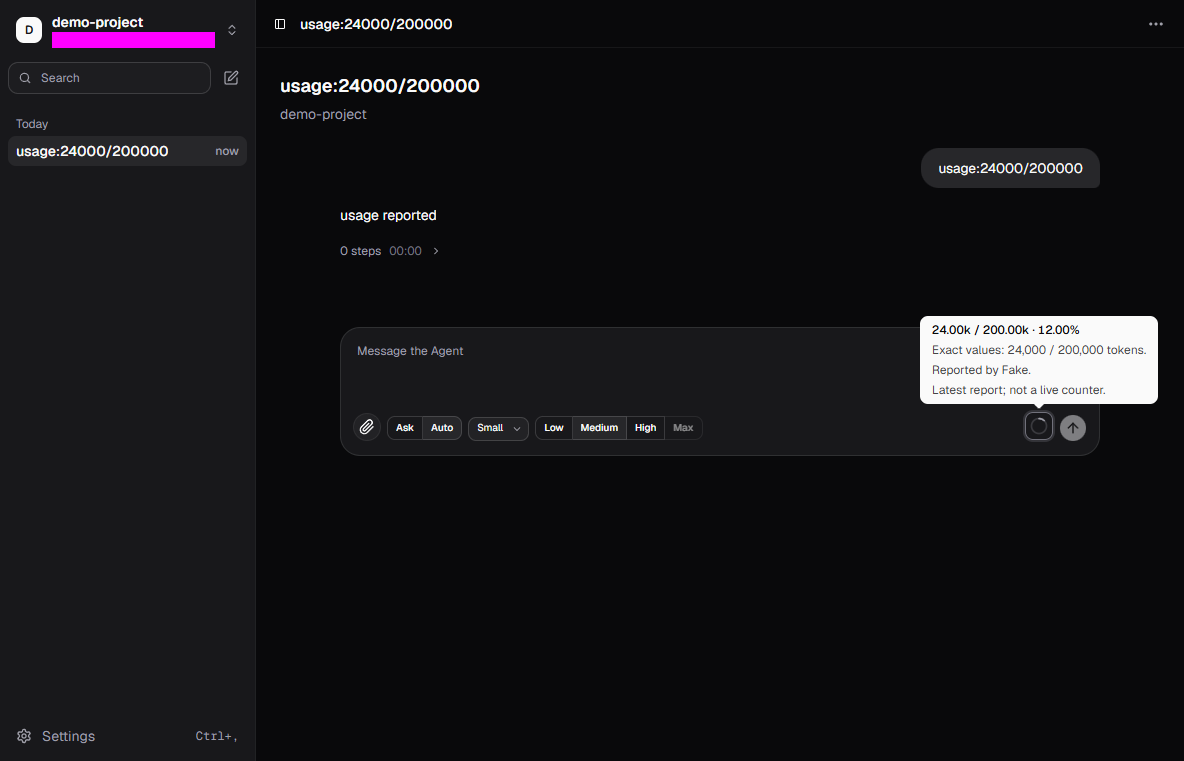 D
demo-project
usage:24000/200000
Search
Today
usage:24000/200000
now
usage:24000/200000
demo-project
usage:24000/200000
usage reported
0 steps 00:00
24.00k / 200.00k · 12.00%
Exact values: 24,000 / 200,000 tokens.
Reported by Fake.
Latest report; not a live counter.
Message the Agent
Ask Auto Small Low Medium High Max
Settings Ctrl+,